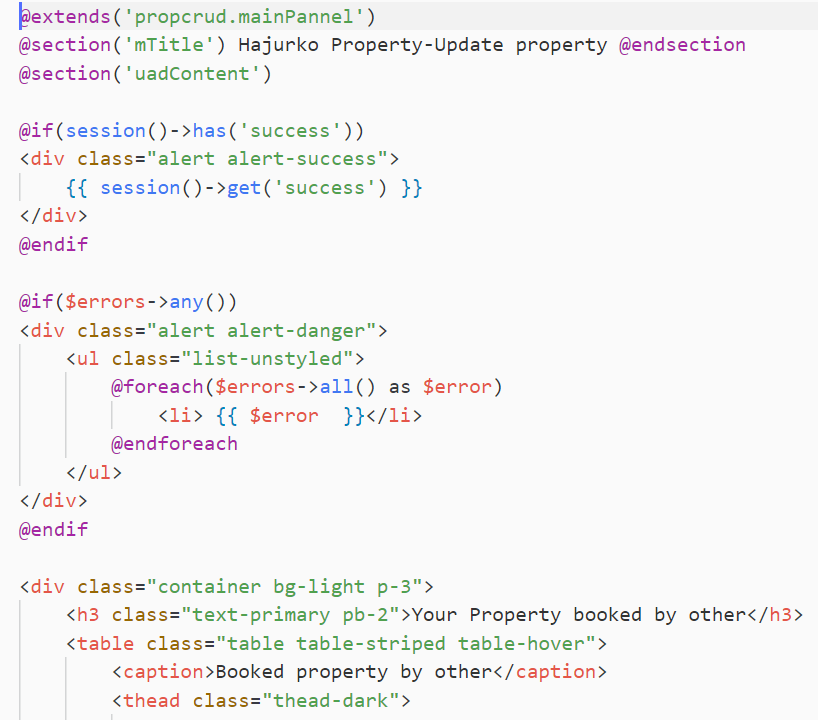 @extends('propcrud.mainPannel')
@section('mTitle') Hajurko Property-Update property @endsection
@section('uadContent')

@if(session()->has('success'))
<div class="alert alert-success">
    {{ session()->get('success') }}
</div>
@endif

@if($errors->any())
<div class="alert alert-danger">
    <ul class="list-unstyled">
        @foreach($errors->all() as $error)
            <li> {{ $error  }}</li>
        @endforeach
    </ul>
</div>
@endif

<div class="container bg-light p-3">
    <h3 class="text-primary pb-2">Your Property booked by other</h3>
    <table class="table table-striped table-hover">
        <caption>Booked property by other</caption>
        <thead class="thead-dark">